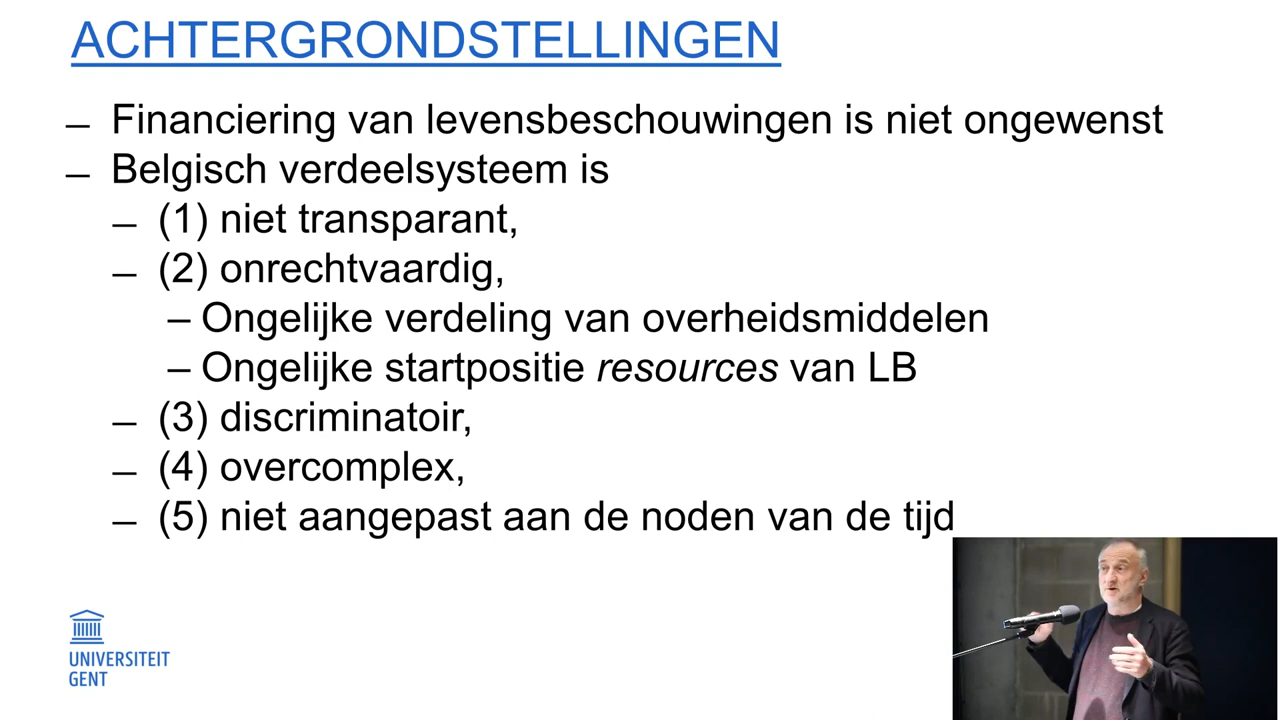 ACHTERGRONDSTELLINGEN
— Financiering van levensbeschouwingen is niet ongewenst
— Belgisch verdeelsysteem is
— (1) niet transparant,
— (2) onrechtvaardig,
– Ongelijke verdeling van overheidsmiddelen
– Ongelijke startpositie resources van LB
— (3) discriminatoir,
— (4) overcomplex,
— (5) niet aangepast aan de noden van de tijd
UNIVERSITEIT
GENT